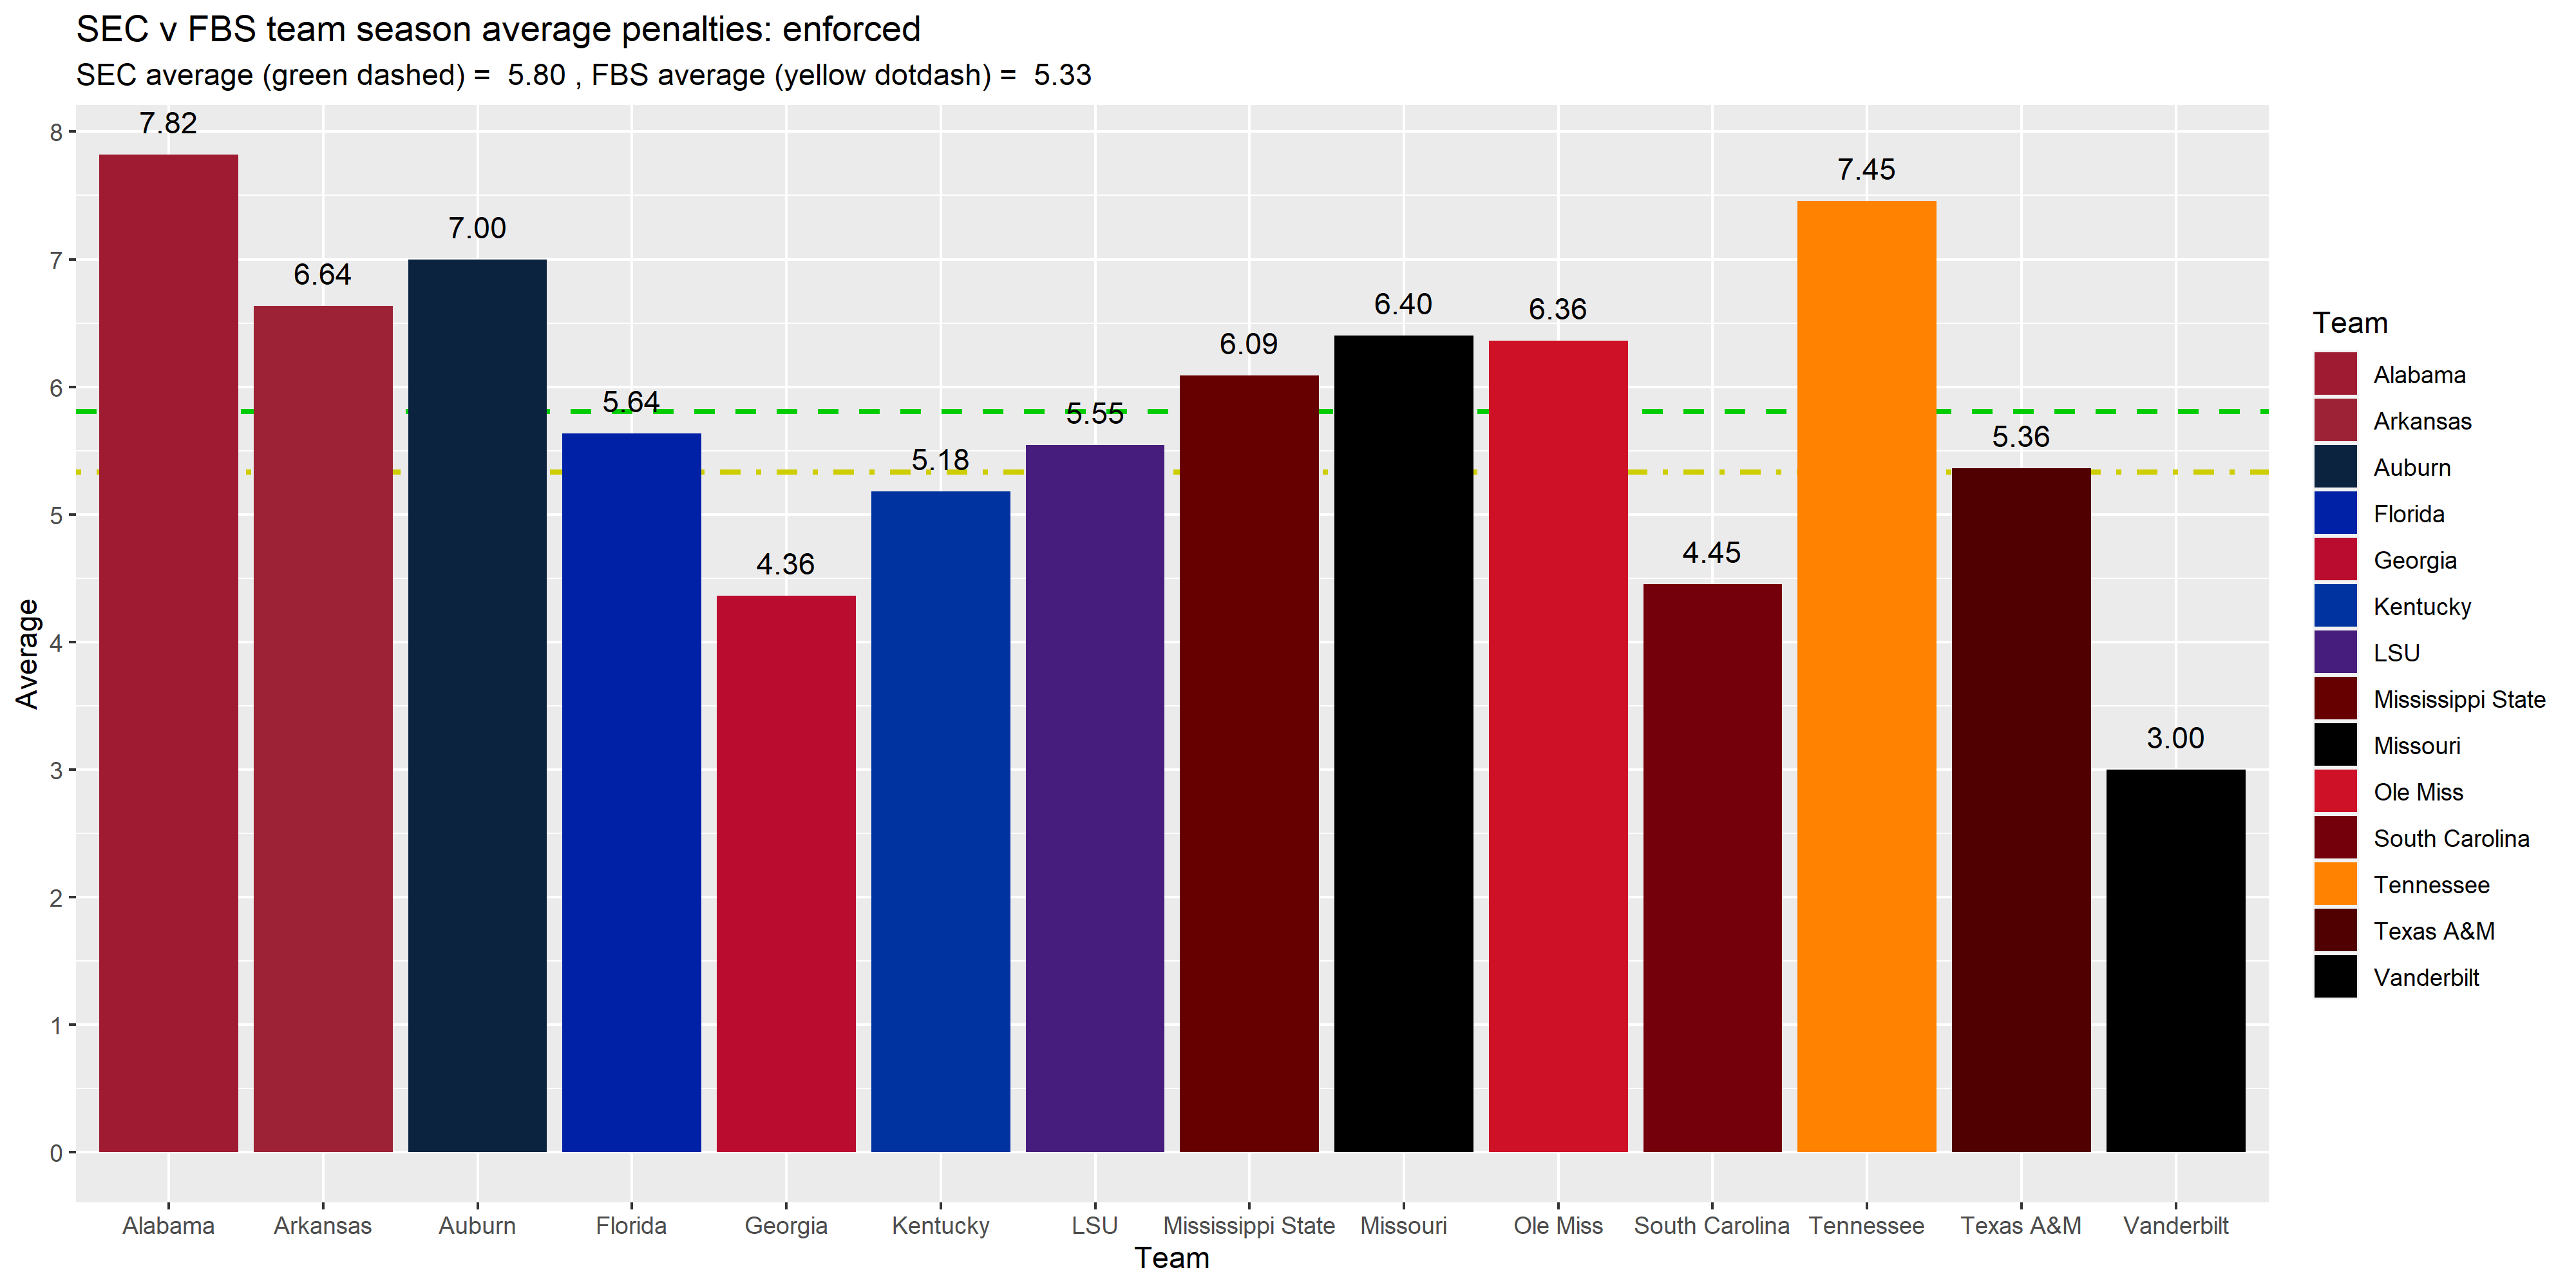 SEC v FBS team season average penalties: enforced
SEC average (green dashed) =  5.80 , FBS average (yellow dotdash) =  5.33
7.82
6.64
7.00
5.64
4.36
5.18
5.55
6.09
6.40
6.36
4.45
7.45
5.36
3.00
8
7
6
5
4
3
2
1
0
Average
Alabama
Arkansas
Auburn
Florida
Georgia
Kentucky
LSU
Mississippi State
Missouri
Ole Miss
South Carolina
Tennessee
Texas A&M
Vanderbilt
Team
Team
Alabama
Arkansas
Auburn
Florida
Georgia
Kentucky
LSU
Mississippi State
Missouri
Ole Miss
South Carolina
Tennessee
Texas A&M
Vanderbilt